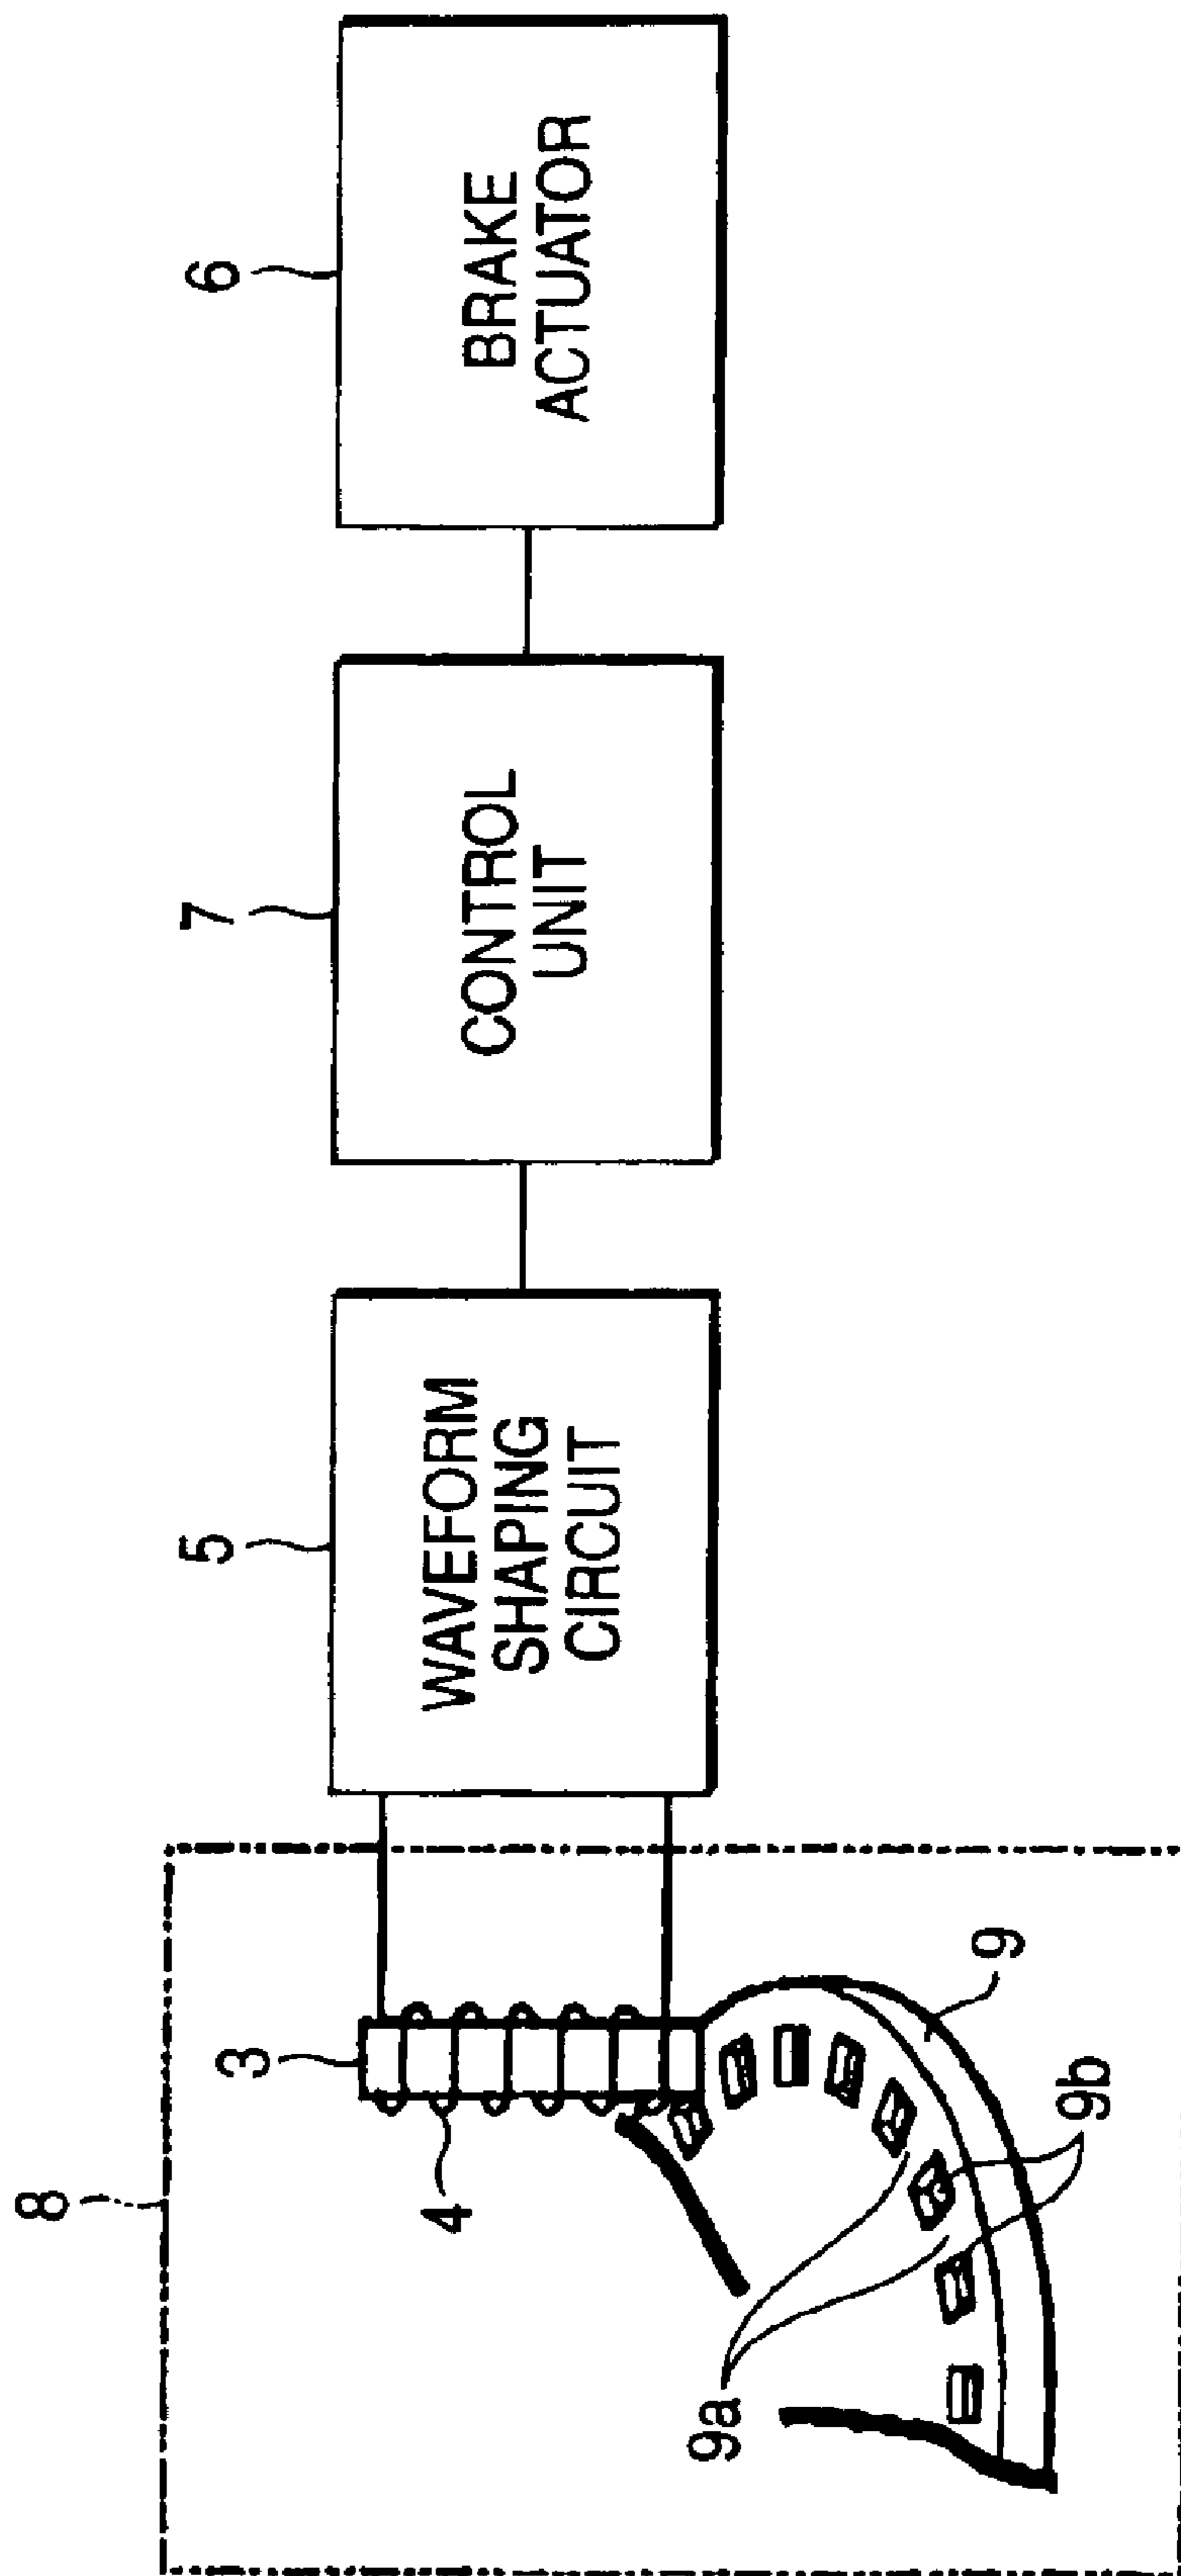 8
3
4
9
9a
9b
5
WAVEFORM
SHAPING
CIRCUIT
7
CONTROL
UNIT
6
BRAKE
ACTUATOR